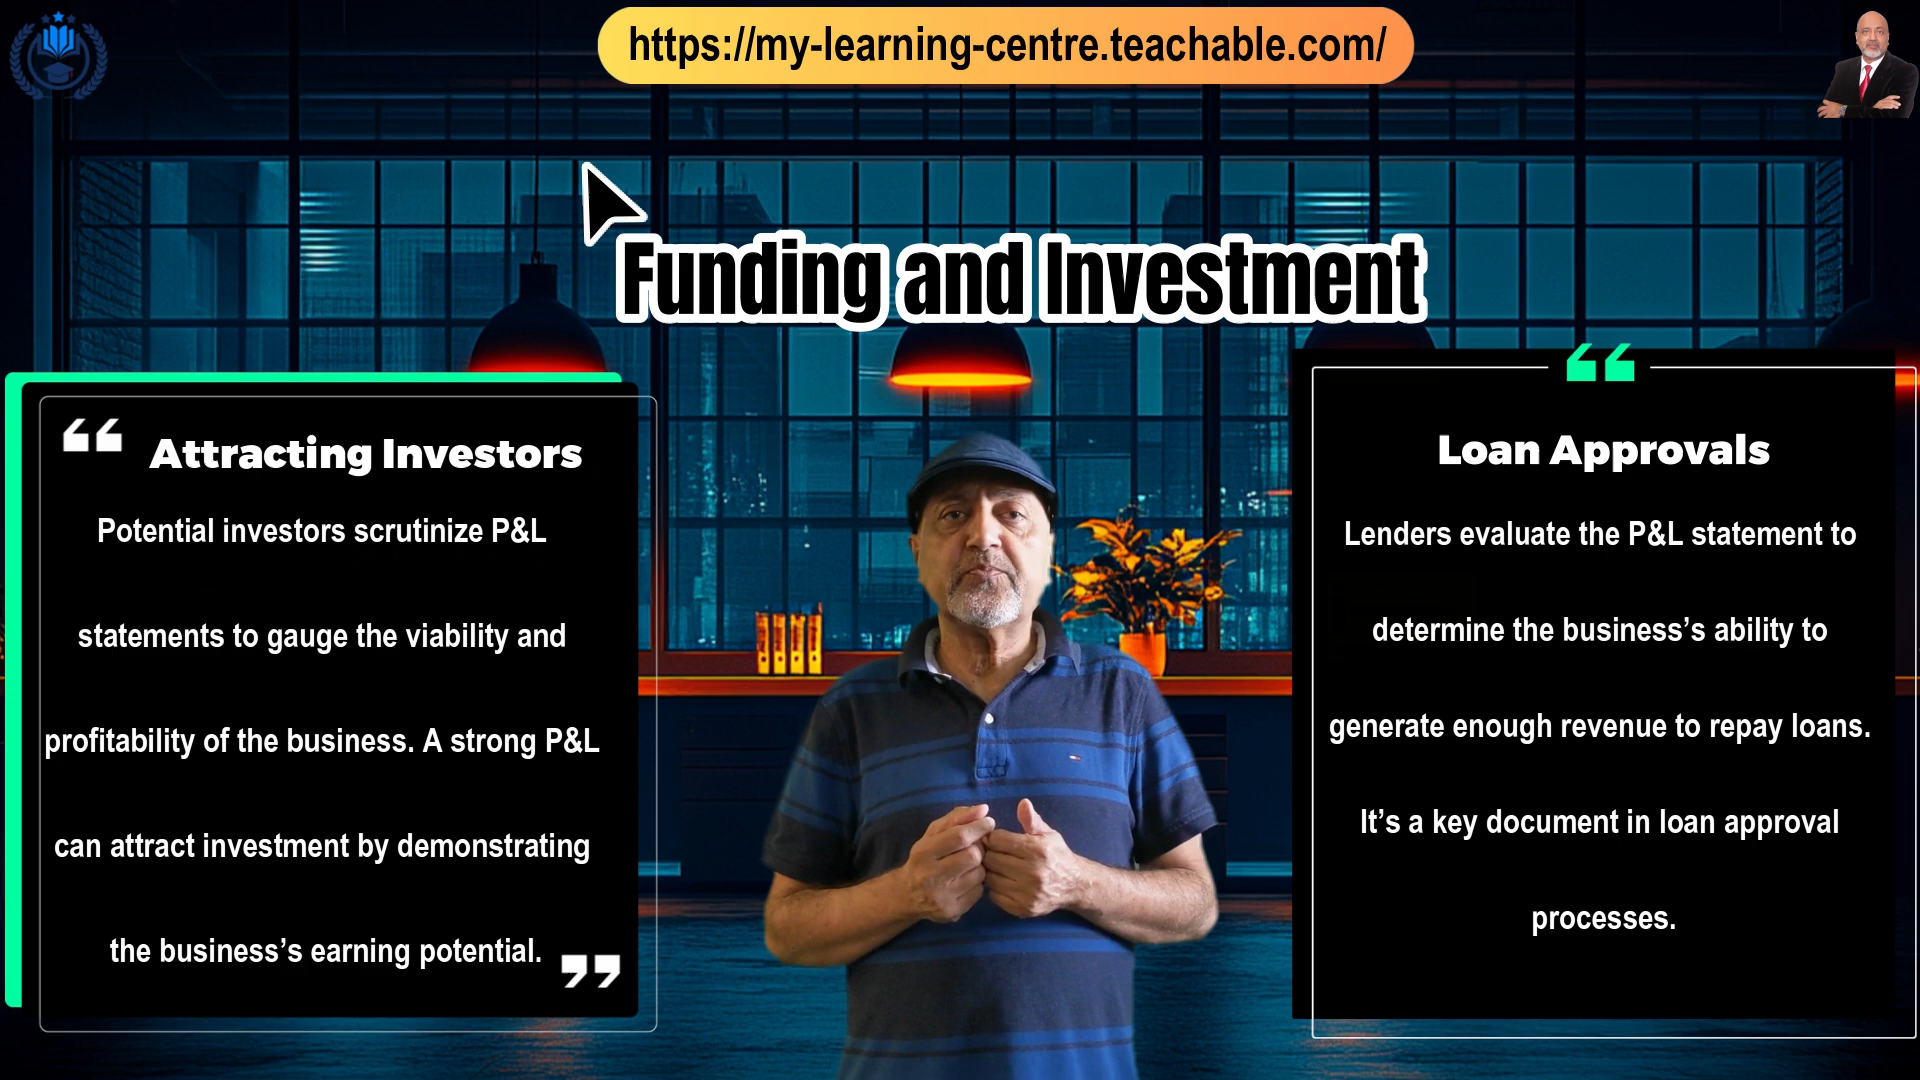 https://my-learning-centre.teachable.com/
Funding and Investment
Attracting Investors
Potential investors scrutinize P&L
statements to gauge the viability and
profitability of the business. A strong P&L
can attract investment by demonstrating
the business’s earning potential.
Loan Approvals
Lenders evaluate the P&L statement to
determine the business’s ability to
generate enough revenue to repay loans.
It’s a key document in loan approval
processes.